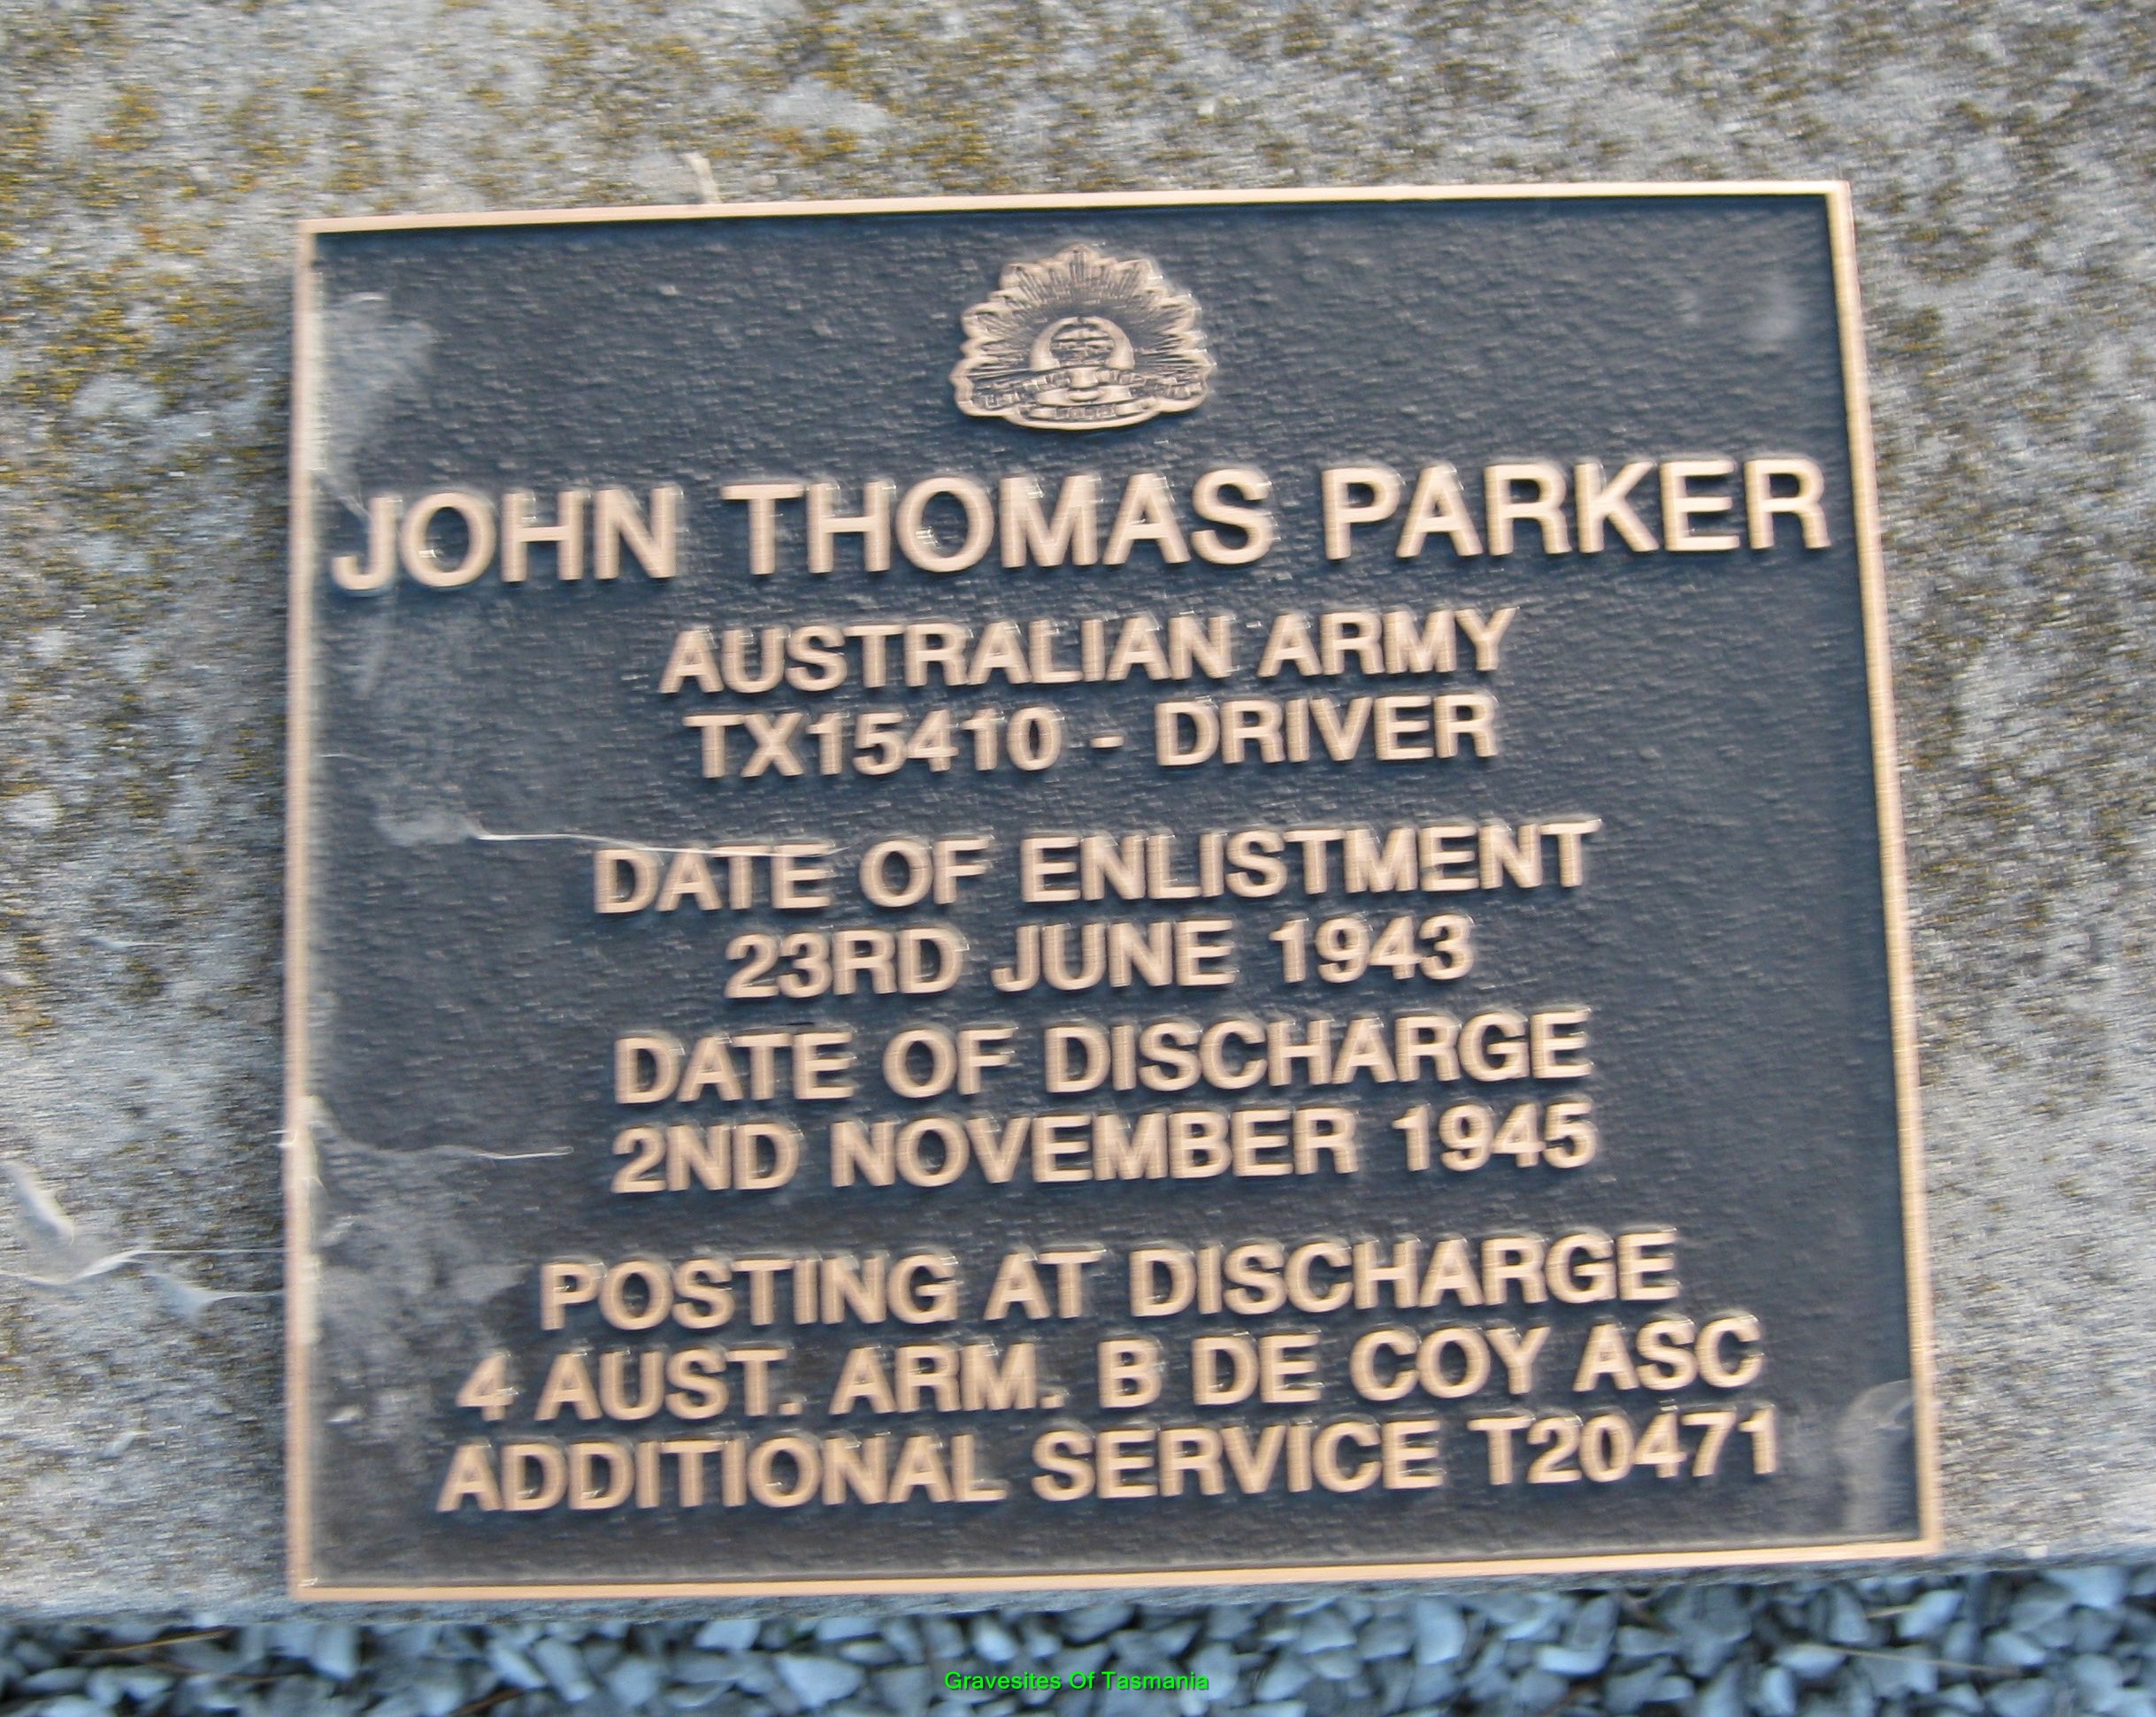 JOHN THOMAS PARKER
AUSTRALIAN ARMY
TX15410 - DRIVER
DATE OF ENLISTMENT
23RD JUNE 1943
DATE OF DISCHARGE
2ND NOVEMBER 1945
POSTING AT DISCHARGE
4 AUST. ARM. B DE COY ASC
ADDITIONAL SERVICE T20471
Gravesites Of Tasmania